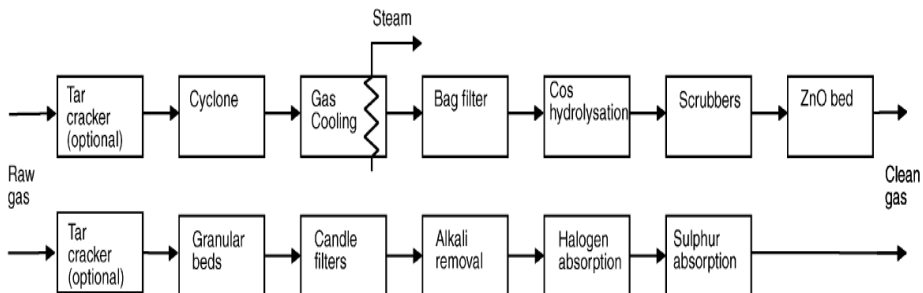 Steam
Tar
cracker
(optional)
Cyclone
Gas
Cooling
Bag filter
Cos
hydrolysation
Scrubbers
ZnO bed
Raw
gas
Clean
gas
Tar
cracker
(optional)
Granular
beds
Candle
filters
Alkali
removal
Halogen
absorption
Sulphur
absorption